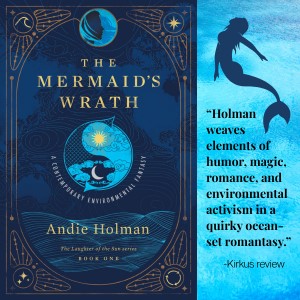 THE
MERMAID'S
WRATH
A CONTEMPORARY ENVIRONMENTAL FANTASY
Andie Holman
The Laughter of the Sun series
BOOK ONE
“Holman
weaves
elements of
humor, magic,
romance, and
environmental
activism in a
quirky ocean-
set romantasy.”
-Kirkus review